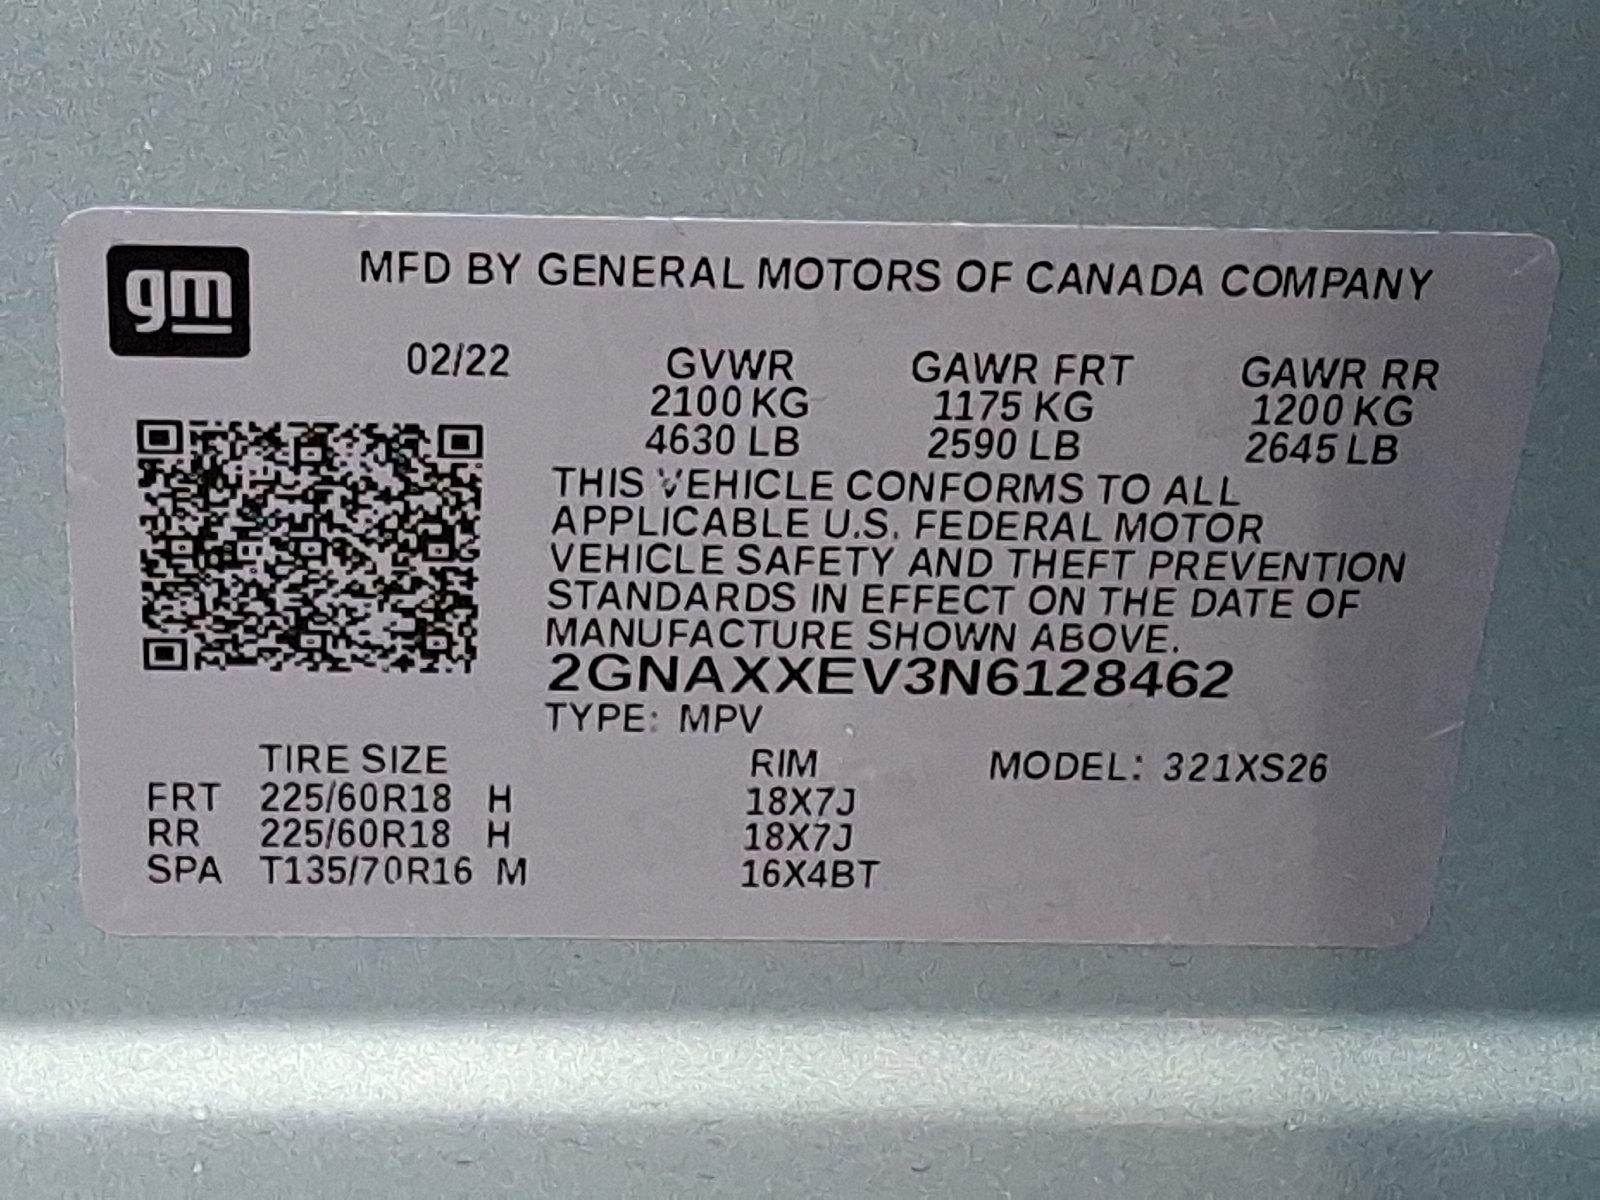 gm
MFD BY GENERAL MOTORS OF CANADA COMPANY
02/22 GVWR GAWR FRT GAWR RR
2100 KG 1175 KG 1200 KG
4630 LB 2590 LB 2645 LB
THIS VEHICLE CONFORMS TO ALL
APPLICABLE U.S. FEDERAL MOTOR
VEHICLE SAFETY AND THEFT PREVENTION
STANDARDS IN EFFECT ON THE DATE OF
MANUFACTURE SHOWN ABOVE.
2GNAXXEV3N6128462
TYPE: MPV
TIRE SIZE RIM MODEL: 321XS26
FRT 225/60R18 H 18X7J
RR 225/60R18 H 18X7J
SPA T135/70R16 M 16X4BT